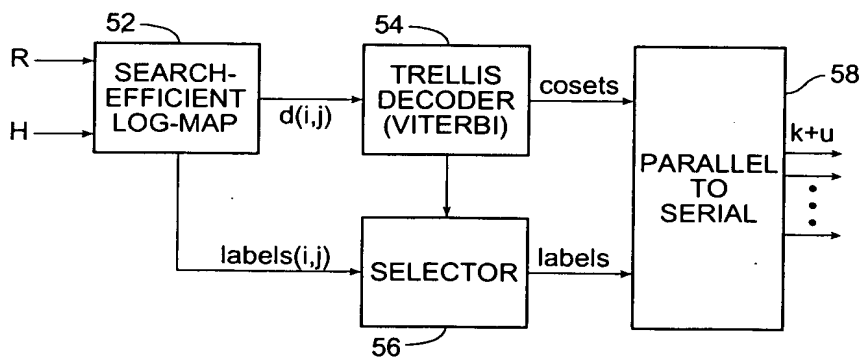 52
54
R
H
SEARCH-
EFFICIENT
LOG-MAP
d(i,j)
TRELLIS
DECODER
(VITERBI)
cosets
58
k+u
PARALLEL
TO
SERIAL
labels(i,j)
SELECTOR
labels
56